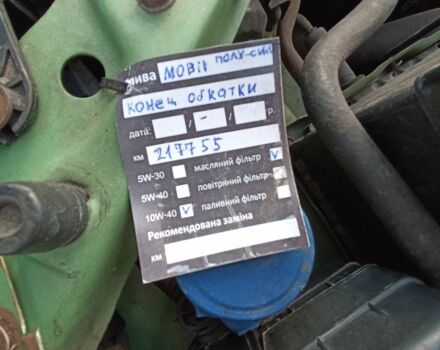 лива MOBil полу-син
конец обкатки
дата: / - / р.
км 217755
5W-30 масляний фільтр
5W-40 повітряний фільтр
10W-40 паливний фільтр
Рекомендована заміна
км